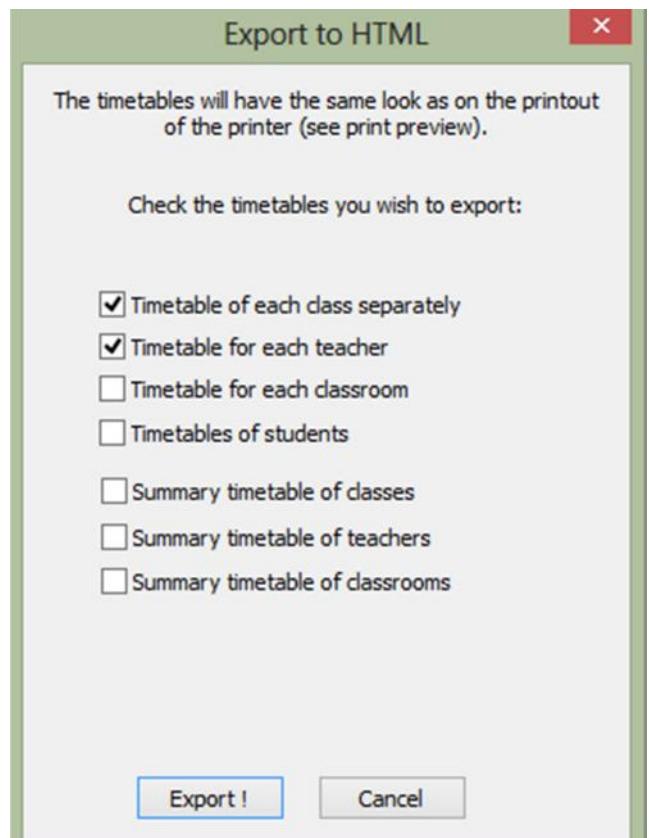 Export to HTML
The timetables will have the same look as on the printout
of the printer (see print preview).
Check the timetables you wish to export:
Timetable of each class separately
Timetable for each teacher
Timetable for each classroom
Timetables of students
Summary timetable of classes
Summary timetable of teachers
Summary timetable of classrooms
Export !
Cancel